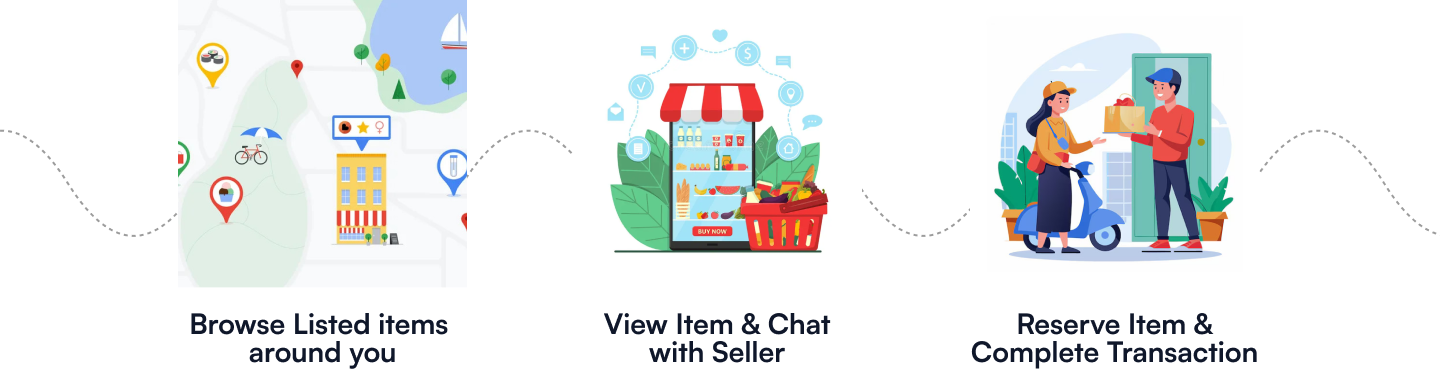 BUY NOW
Browse Listed items
around you
View Item & Chat
with Seller
Reserve Item &
Complete Transaction